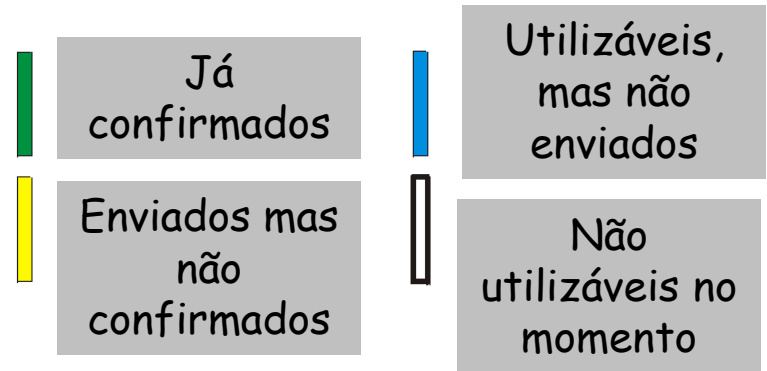 Já
confirmados
Enviados mas
não
confirmados
Utilizáveis,
mas não
enviados
Não
utilizáveis no
momento